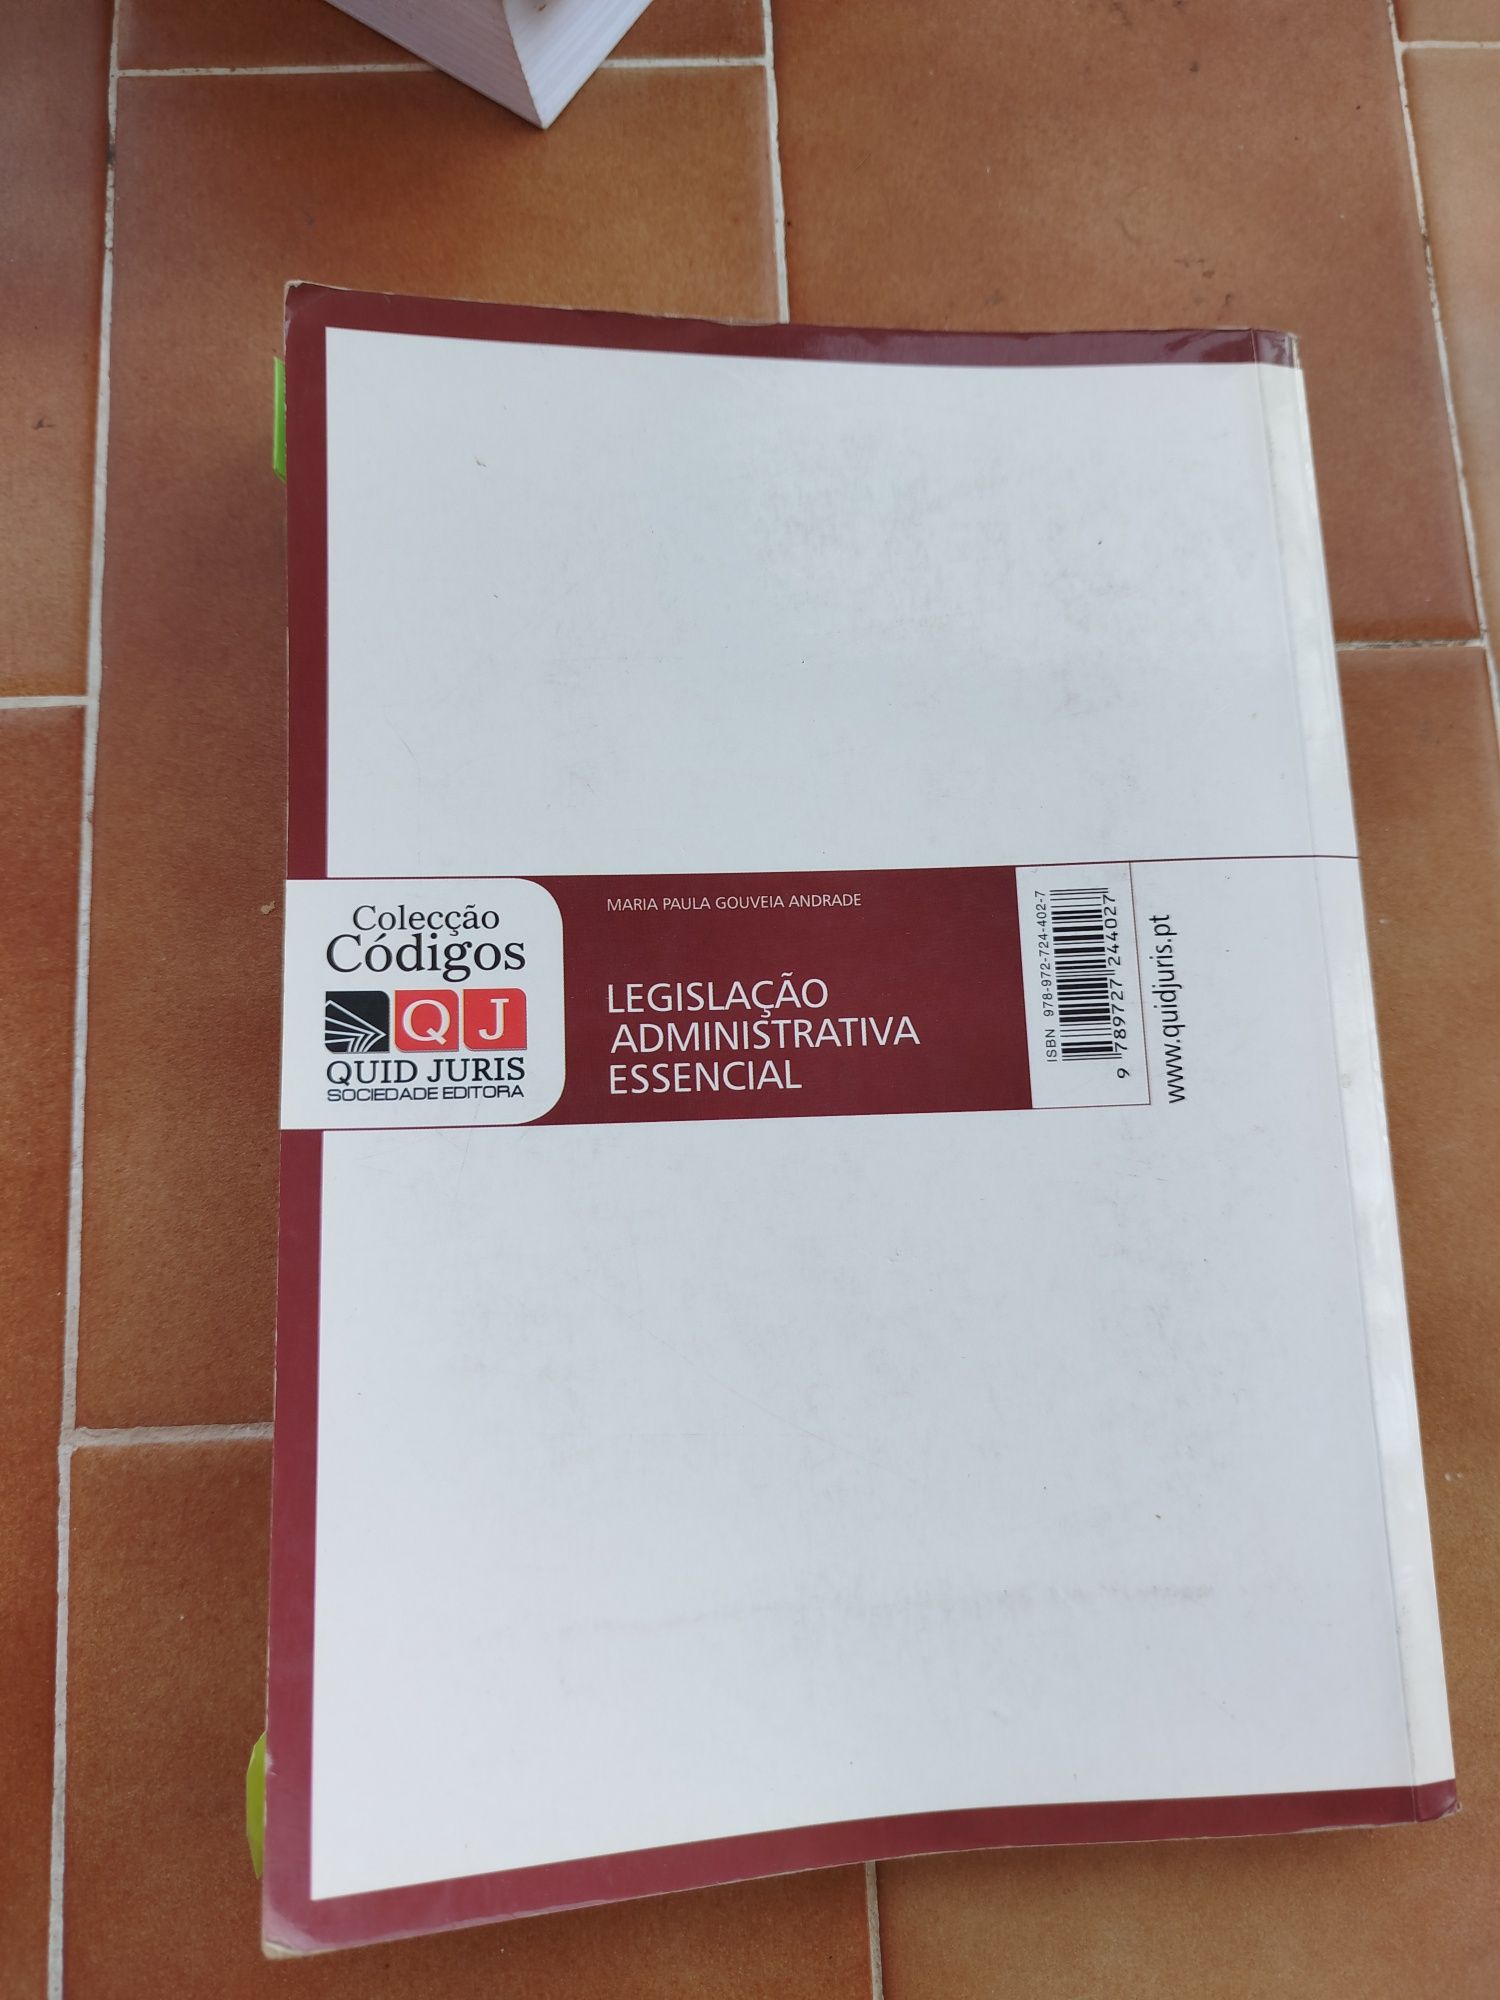 Colecção
Códigos
QJ
QUID JURIS
SOCIEDADE EDITORA
MARIA PAULA GOUVEIA ANDRADE
LEGISLAÇÃO
ADMINISTRATIVA
ESSENCIAL
ISBN 978-972-724-402-7
9 789727 244027
www.quidjuris.pt